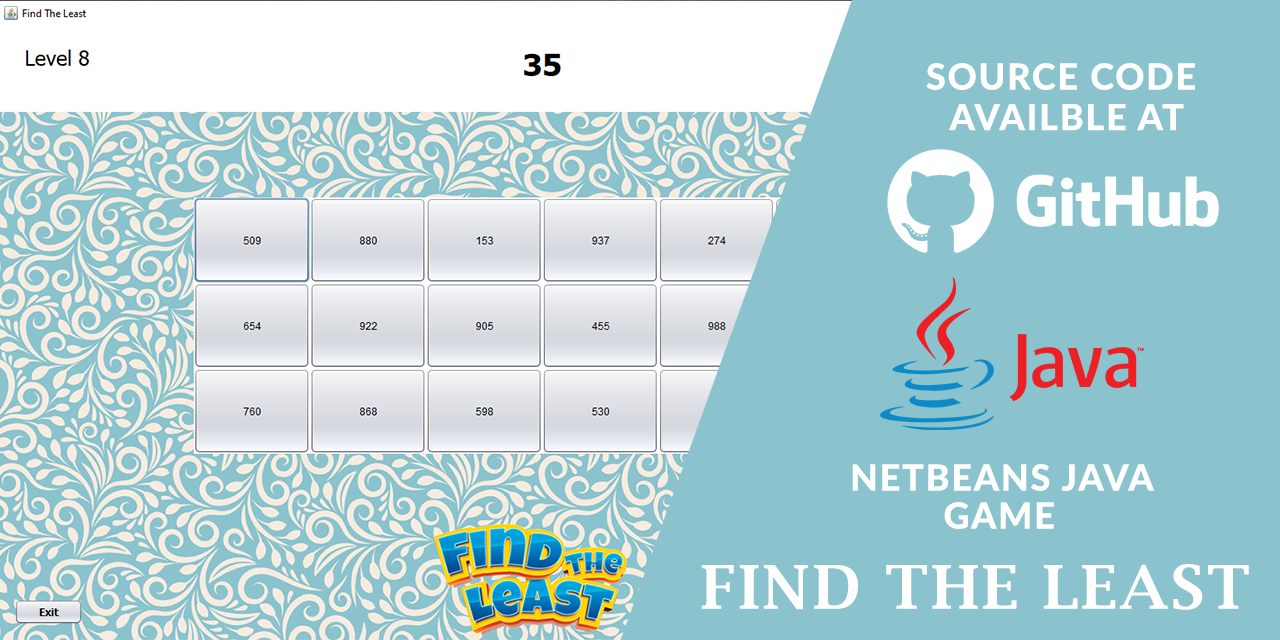 Find The Least
Level 8
35
509 880 153 937 274
654 922 905 455 988
760 868 598 530
FIND THE
LEAST
Exit
SOURCE CODE
AVAILBLE AT
GitHub
Java™
NETBEANS JAVA
GAME
FIND THE LEAST